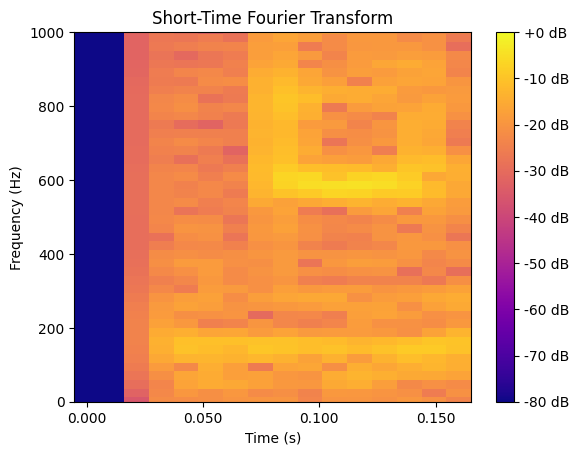 Short-Time Fourier Transform
Frequency (Hz)
1000
800
600
400
200
0
0.000
0.050
0.100
0.150
Time (s)
+0 dB
-10 dB
-20 dB
-30 dB
-40 dB
-50 dB
-60 dB
-70 dB
-80 dB